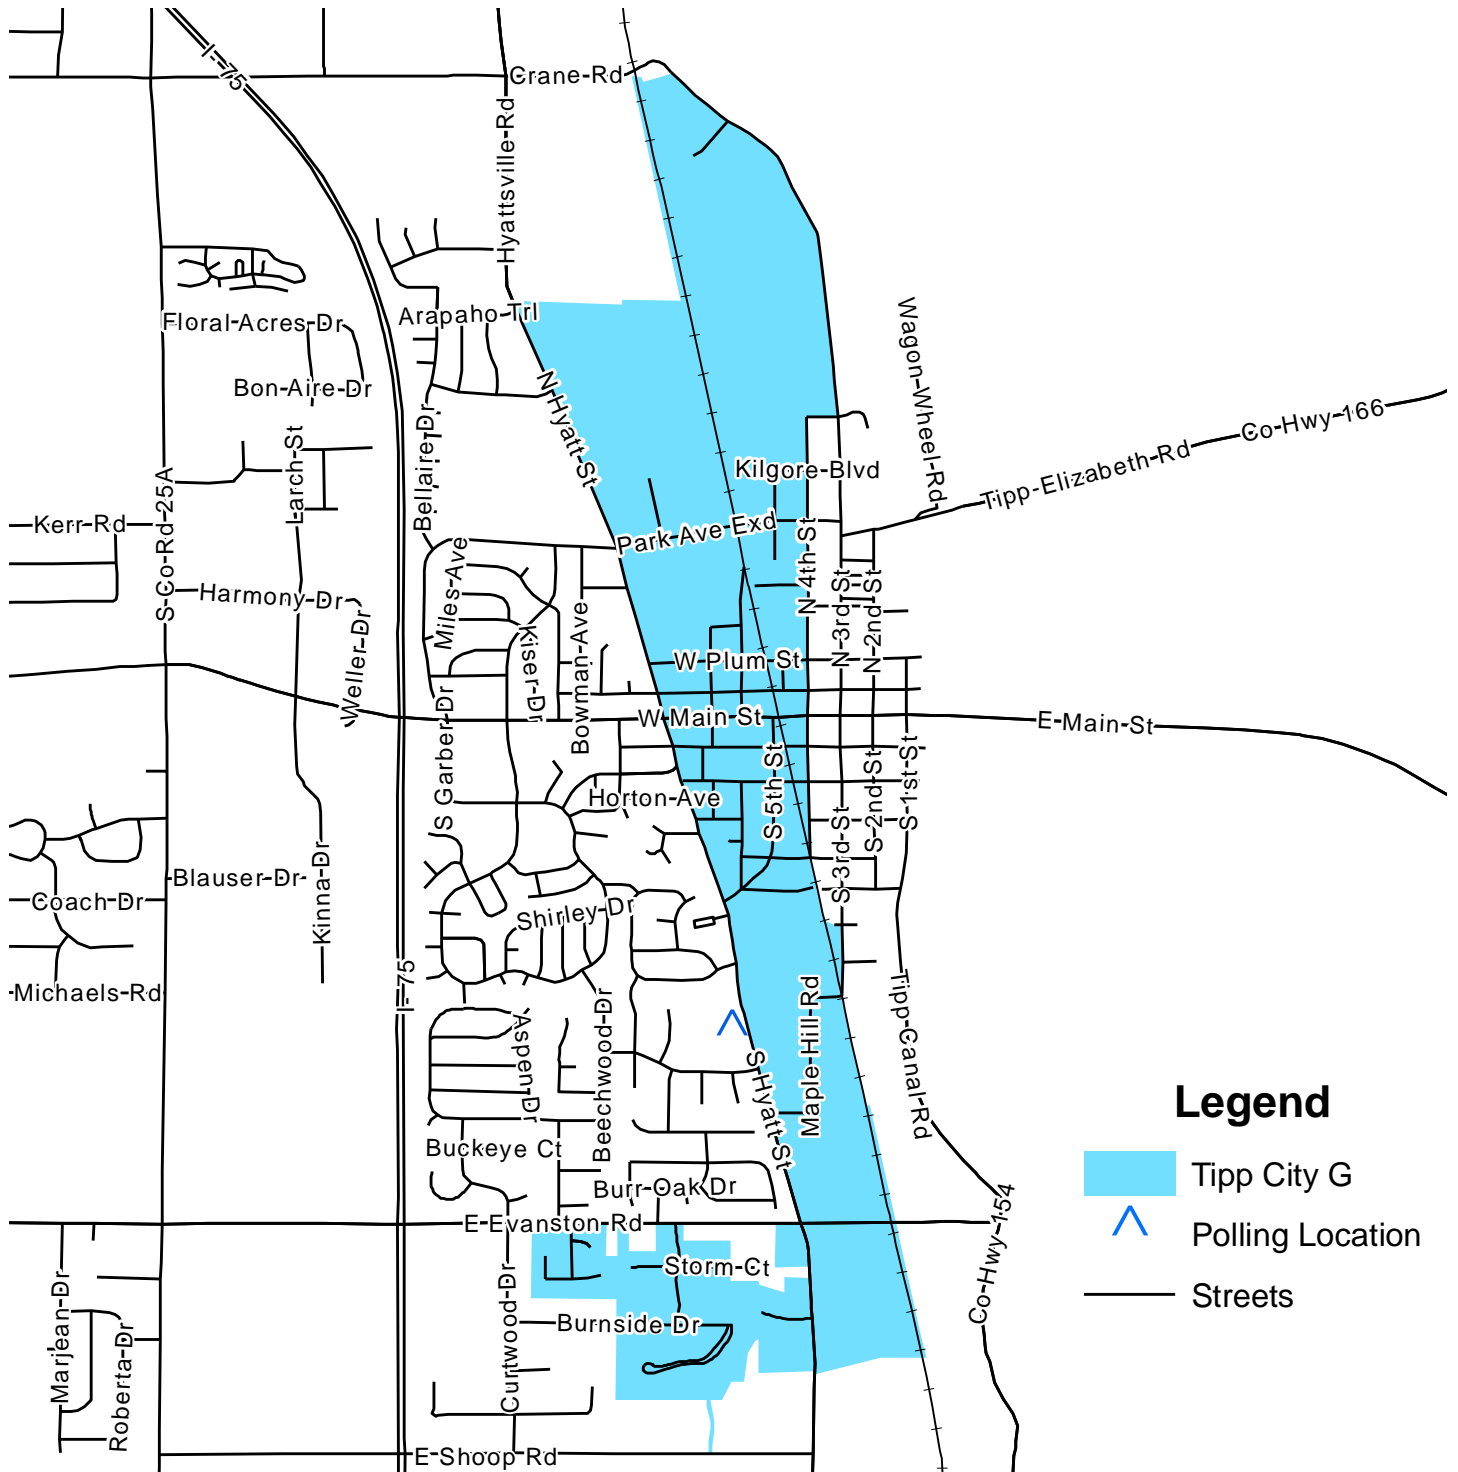 I-75
Crane Rd
Hyattsville Rd
Arapaho Trl
Floral Acres Dr
Bon-Aire Dr
N Hyatt St
Wagon Wheel Rd
Co Hwy 166
Tipp-Elizabeth Rd
Larch St
Bellaire Dr
Kilgore Blvd
S Co Rd 25A
Kerr Rd
Park Ave Exd
N 4th St
N 3rd St
N 2nd St
Harmony Dr
Miles Ave
Weller Dr
Kiser Dr
Bowman Ave
W Plum St
W Main St
E Main St
S Garber Dr
Horton Ave
S 5th St
S 2nd St
S 1st St
S 3rd St
Blauser Dr
Kinna Dr
Coach Dr
Shirley Dr
Michaels Rd
I- 75
Aspen Dr
Beechwood Dr
Maple Hill Rd
Tipp Canal Rd
S Hyatt St
Buckeye Ct
Burr Oak Dr
E Evanston Rd
Co Hwy 154
Storm Ct
Burnside Dr
Curtwood Dr
Marjean Dr
Roberta Dr
E Shoop Rd
Legend
Tipp City G
Polling Location
Streets